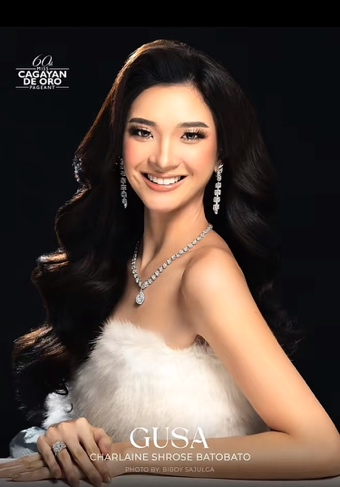 60th
MISS
CAGAYAN
DE ORO
PAGEANT
GUSA
CHARLAINE SHROSE BATOBATO
PHOTO BY: BIBOY SAJULGA